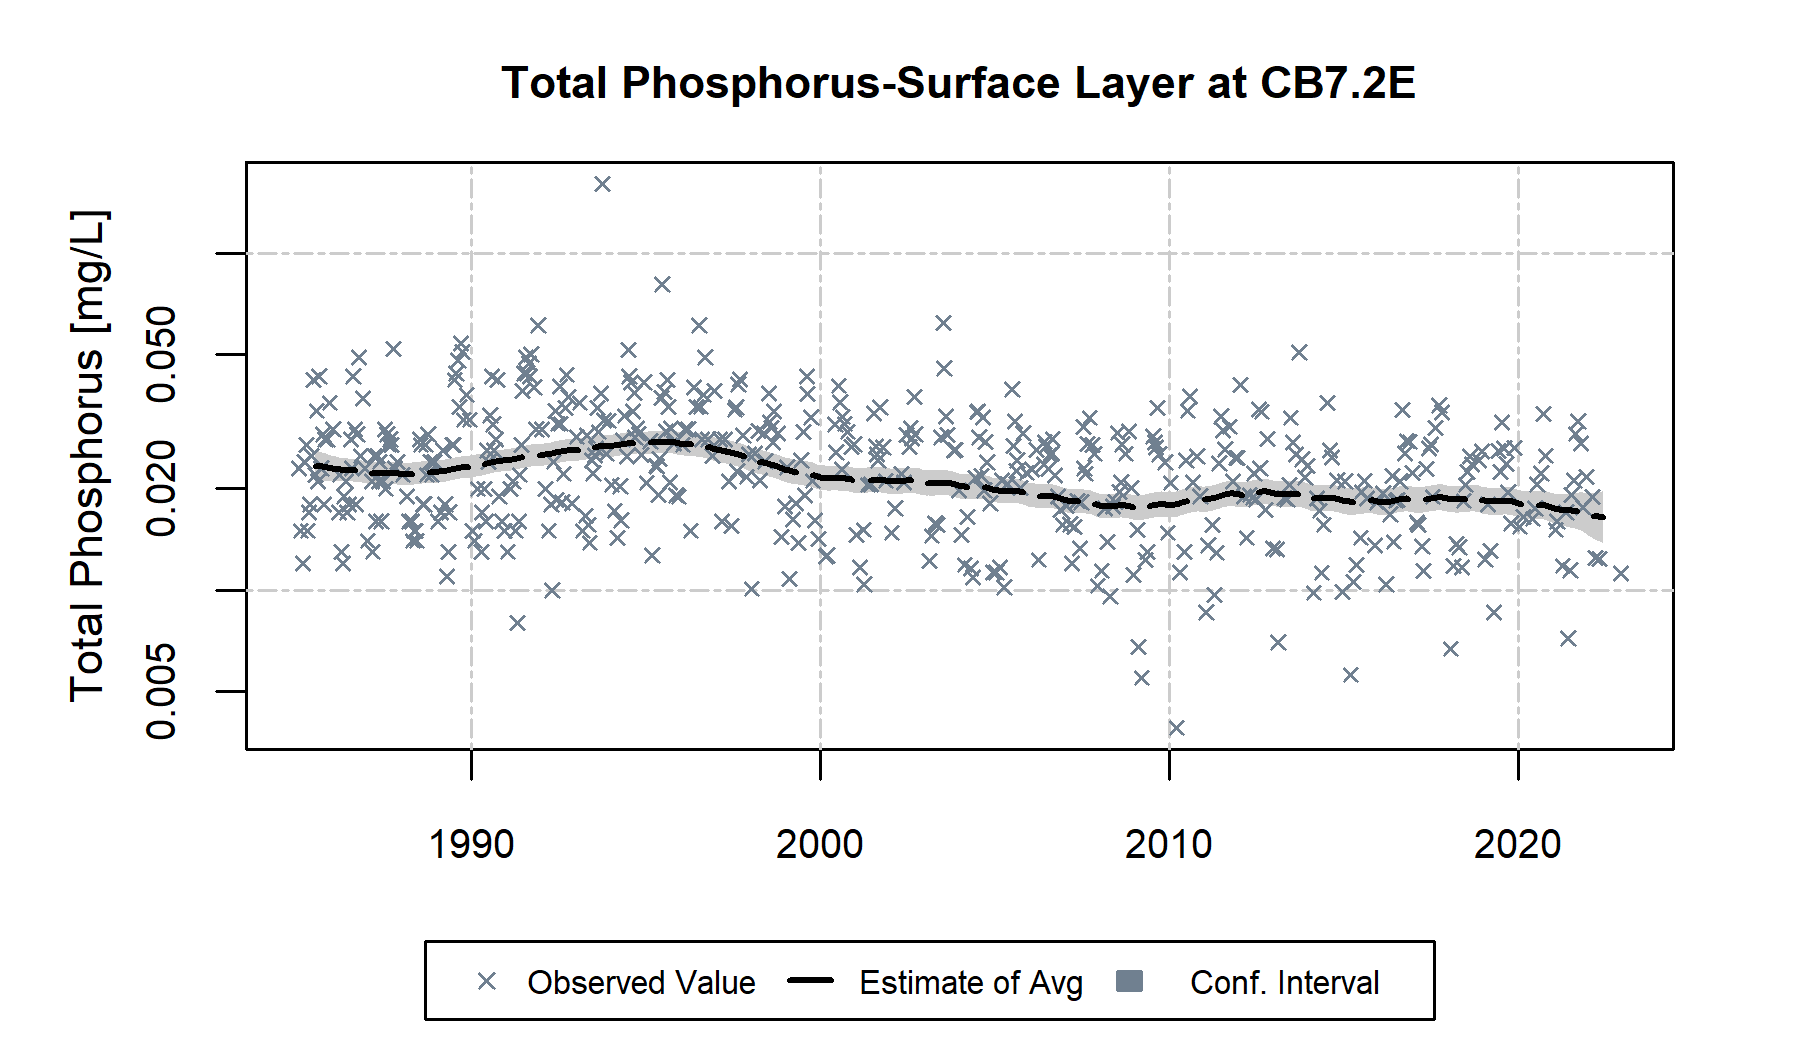 Total Phosphorus-Surface Layer at CB7.2E
Total Phosphorus [mg/L]
0.050
0.020
0.005
1990 2000 2010 2020
Observed Value Estimate of Avg Conf. Interval